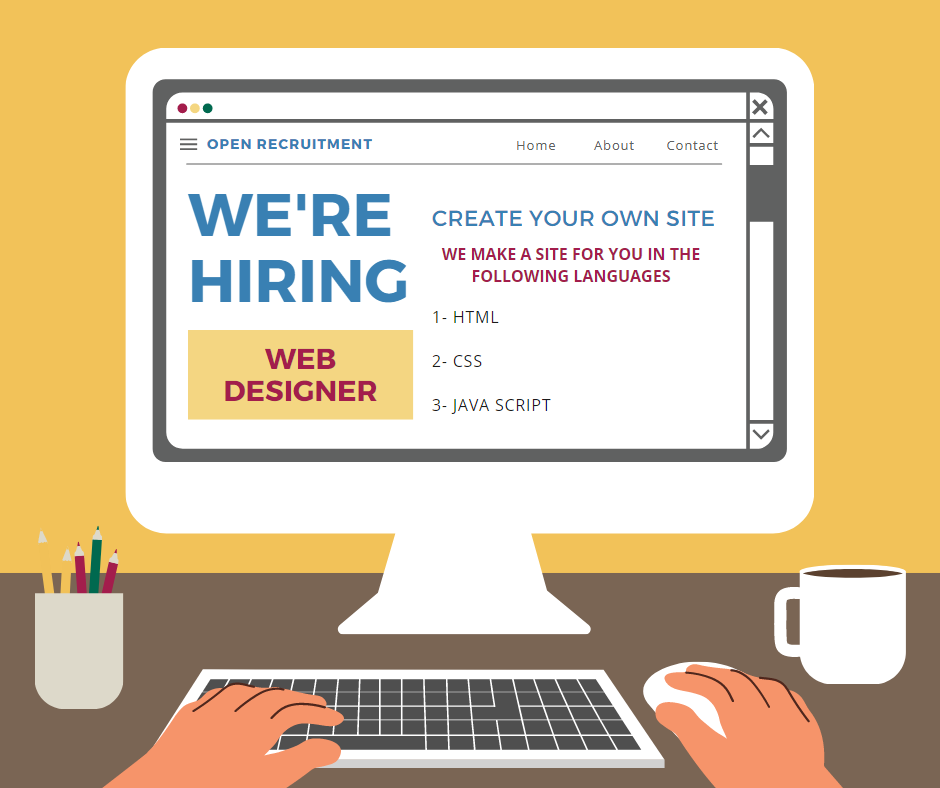 OPEN RECRUITMENT
Home About Contact
WE'RE
HIRING
WEB
DESIGNER
CREATE YOUR OWN SITE
WE MAKE A SITE FOR YOU IN THE
FOLLOWING LANGUAGES
1- HTML
2- CSS
3- JAVA SCRIPT